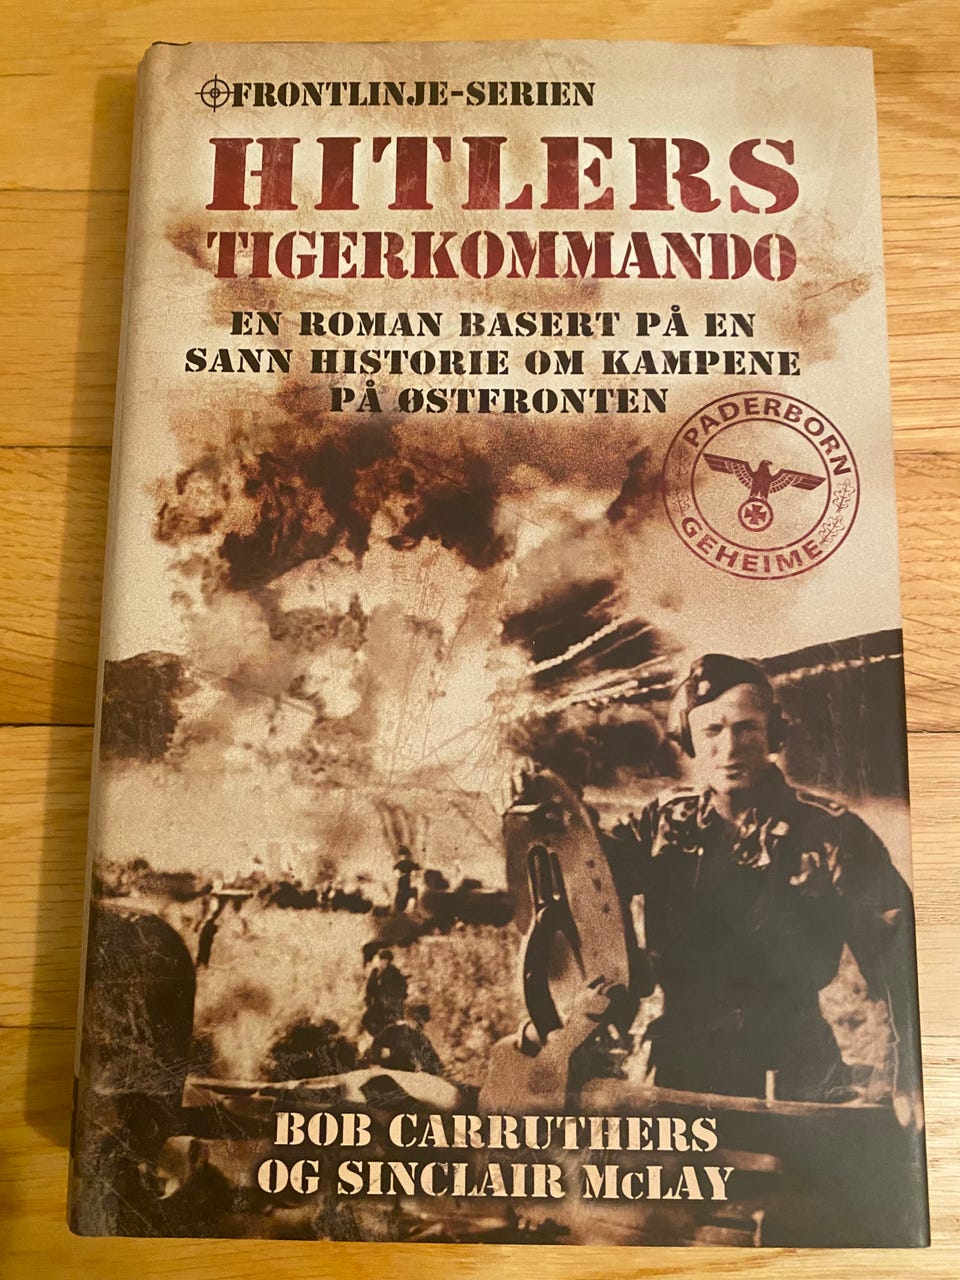 FRONTLINJE-SERIEN
HITLERS
TIGERKOMMANDO
EN ROMAN BASERT PÅ EN
SANN HISTORIE OM KAMPENE
PÅ ØSTFRONTEN
PADERBORN
GEHEIME
BOB CARRUTHERS
OG SINCLAIR McLAY